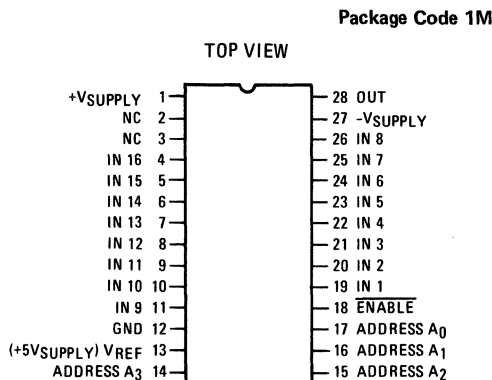 Package Code 1M
TOP VIEW
+VSUPPLY 1 28 OUT
NC 2 27 -VSUPPLY
NC 3 26 IN 8
IN 16 4 25 IN 7
IN 15 5 24 IN 6
IN 14 6 23 IN 5
IN 13 7 22 IN 4
IN 12 8 21 IN 3
IN 11 9 20 IN 2
IN 10 10 19 IN 1
IN 9 11 18 ENABLE
GND 12 17 ADDRESS A0
(+5VSUPPLY) VREF 13 16 ADDRESS A1
ADDRESS A3 14 15 ADDRESS A2